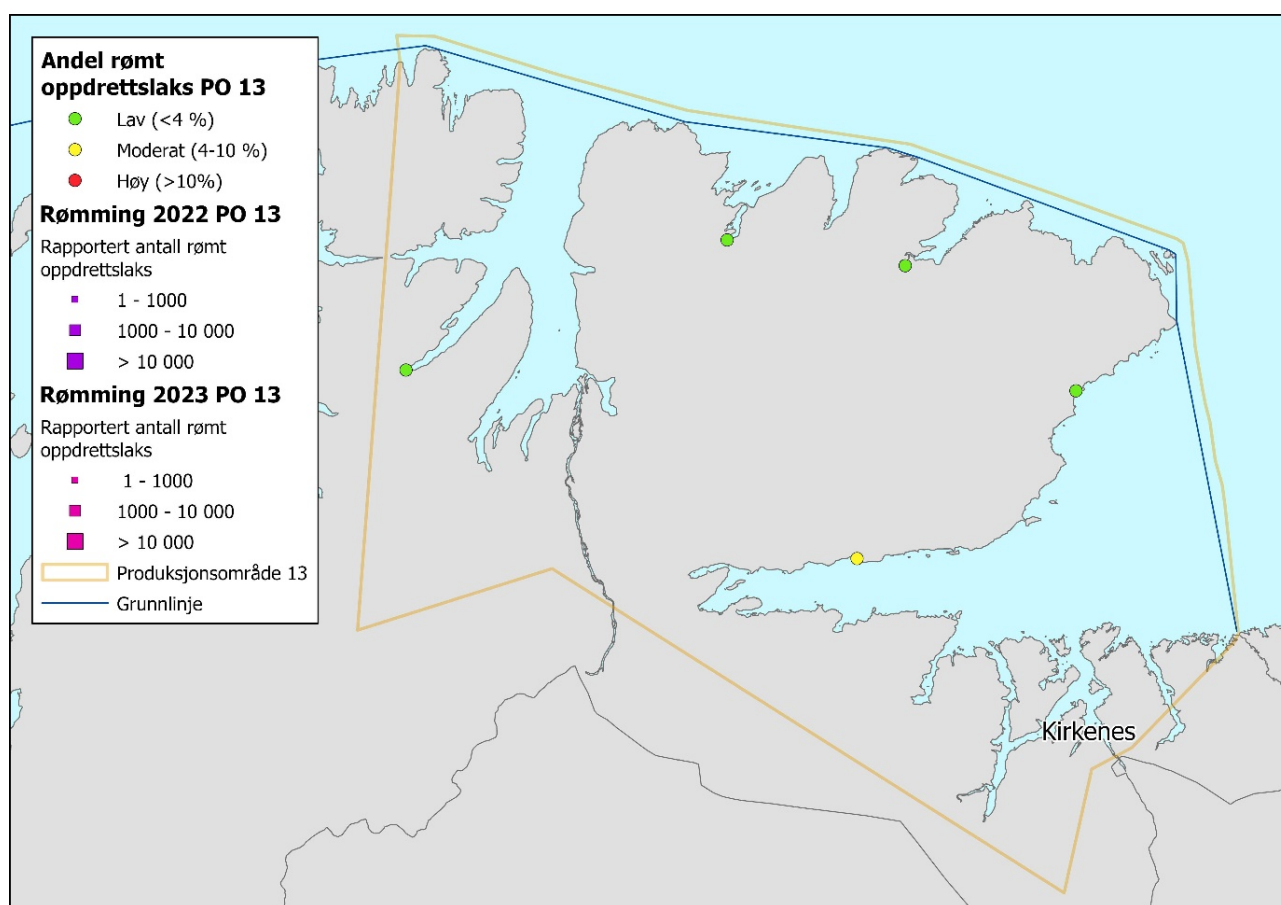 Andel rømt
oppdrettslaks PO 13
Lav (<4 %)
Moderat (4-10 %)
Høy (>10%)
Rømming 2022 PO 13
Rapportert antall rømt
oppdrettslaks
1 - 1000
1000 - 10 000
> 10 000
Rømming 2023 PO 13
Rapportert antall rømt
oppdrettslaks
1 - 1000
1000 - 10 000
> 10 000
Produksjonsområde 13
Grunnlinje
Kirkenes